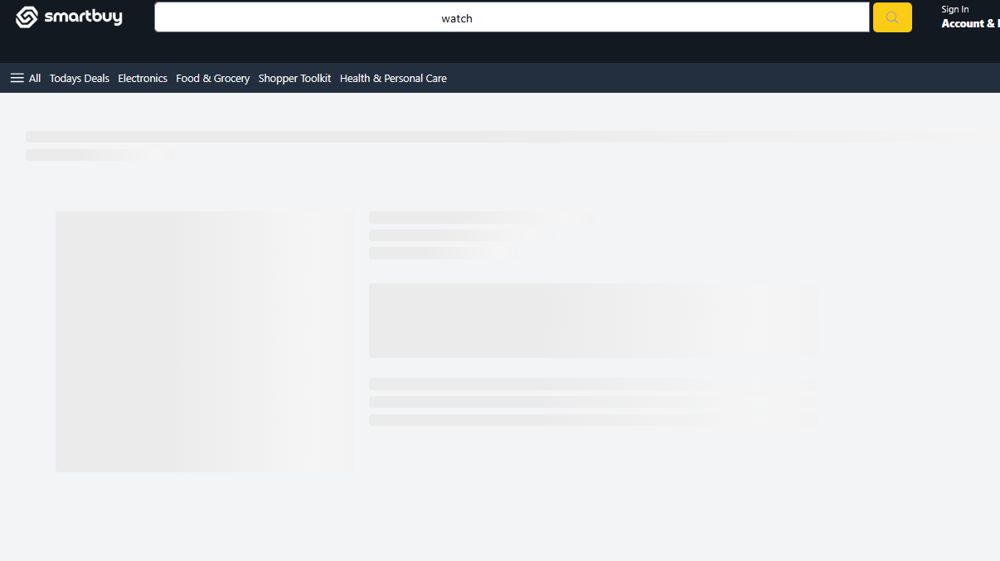 smartbuy
watch
Sign In
Account &
All Todays Deals Electronics Food & Grocery Shopper Toolkit Health & Personal Care